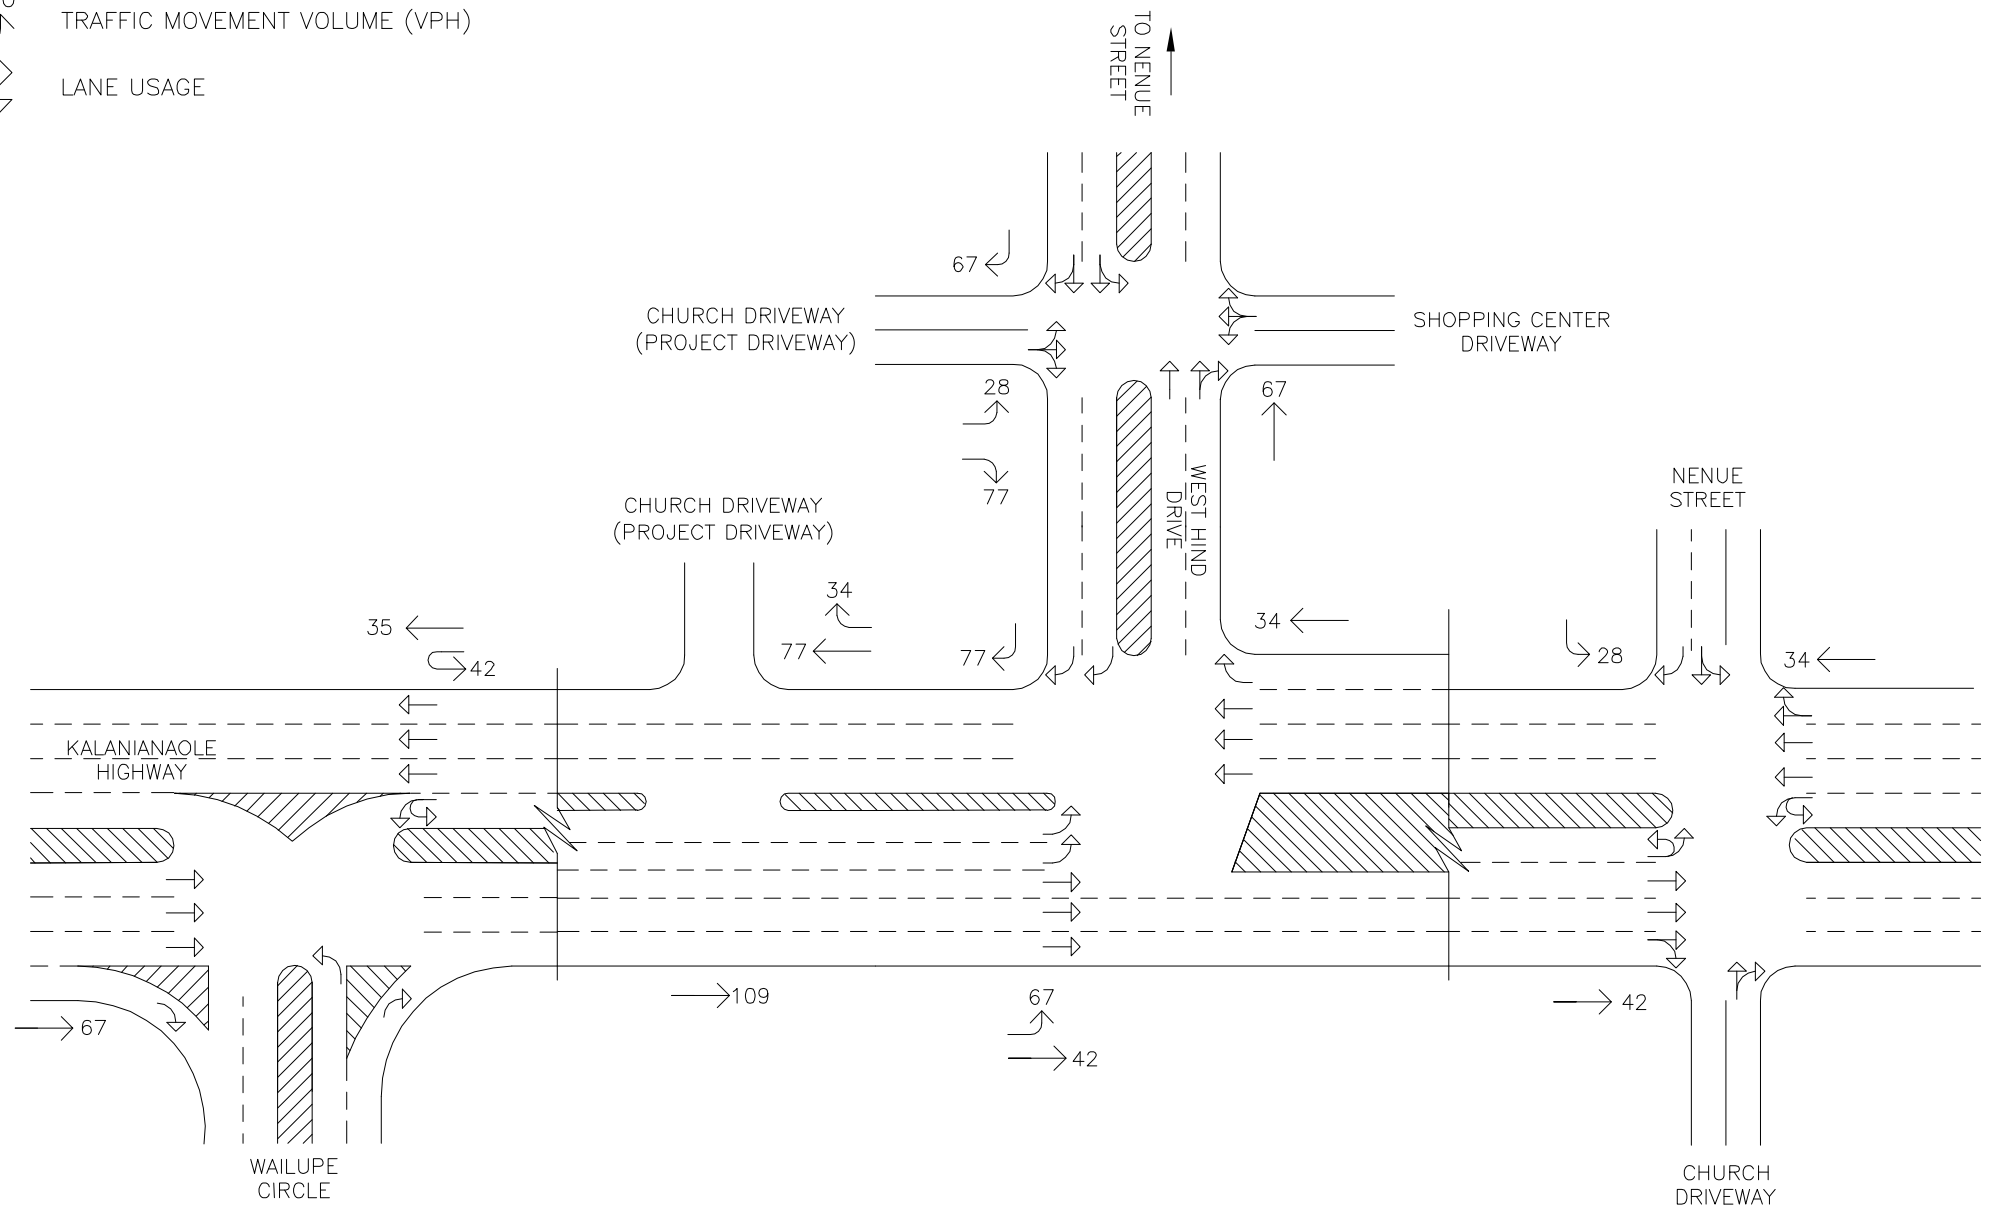 TRAFFIC MOVEMENT VOLUME (VPH)
LANE USAGE
TO NENUE
STREET
67
CHURCH DRIVEWAY
(PROJECT DRIVEWAY)
SHOPPING CENTER
DRIVEWAY
28
67
77
WEST HIND
DRIVE
NENUE
STREET
CHURCH DRIVEWAY
(PROJECT DRIVEWAY)
34
35
42
77
77
34
28
34
KALANIANAOLE
HIGHWAY
67
109
67
42
42
WAILUPE
CIRCLE
CHURCH
DRIVEWAY